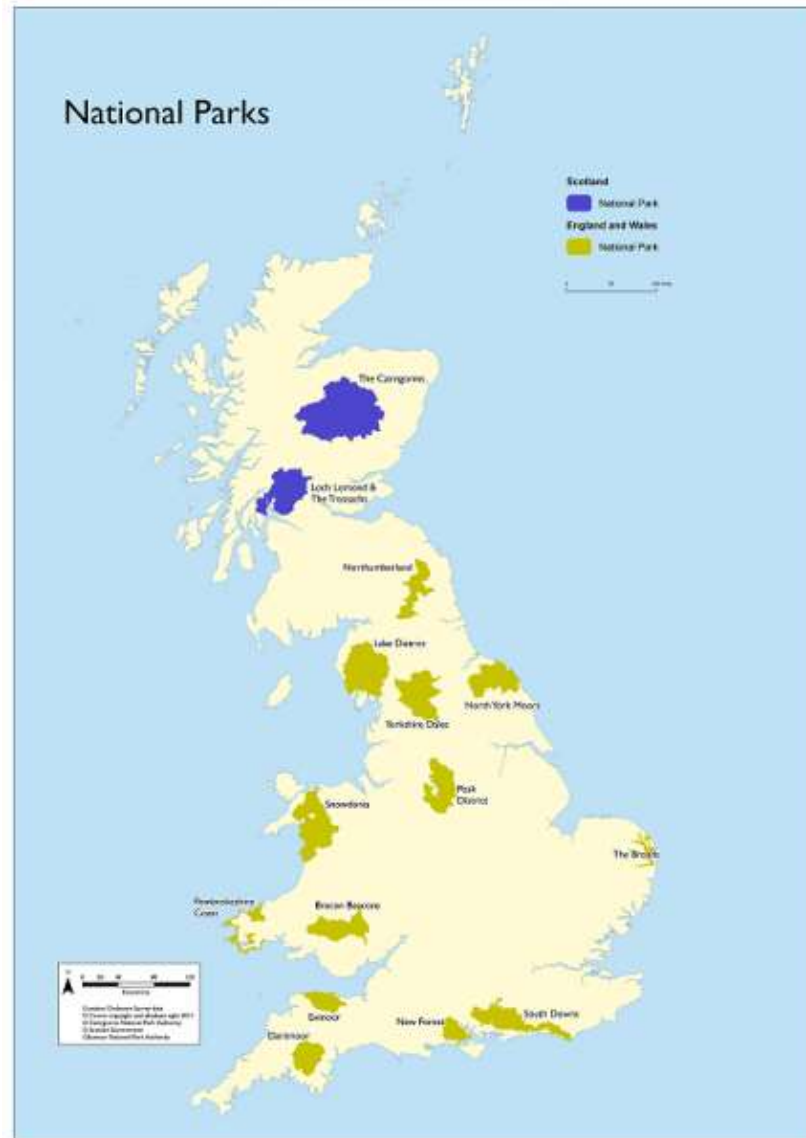 National Parks
Scotland
National Park
England and Wales
National Park
The Cairngorms
Loch Lomond &
The Trossachs
Northumberland
Lake District
North York Moors
Yorkshire Dales
Peak
District
Snowdonia
The Broads
Pembrokeshire
Coast
Brecon Beacons
Exmoor
New Forest
South Downs
Dartmoor